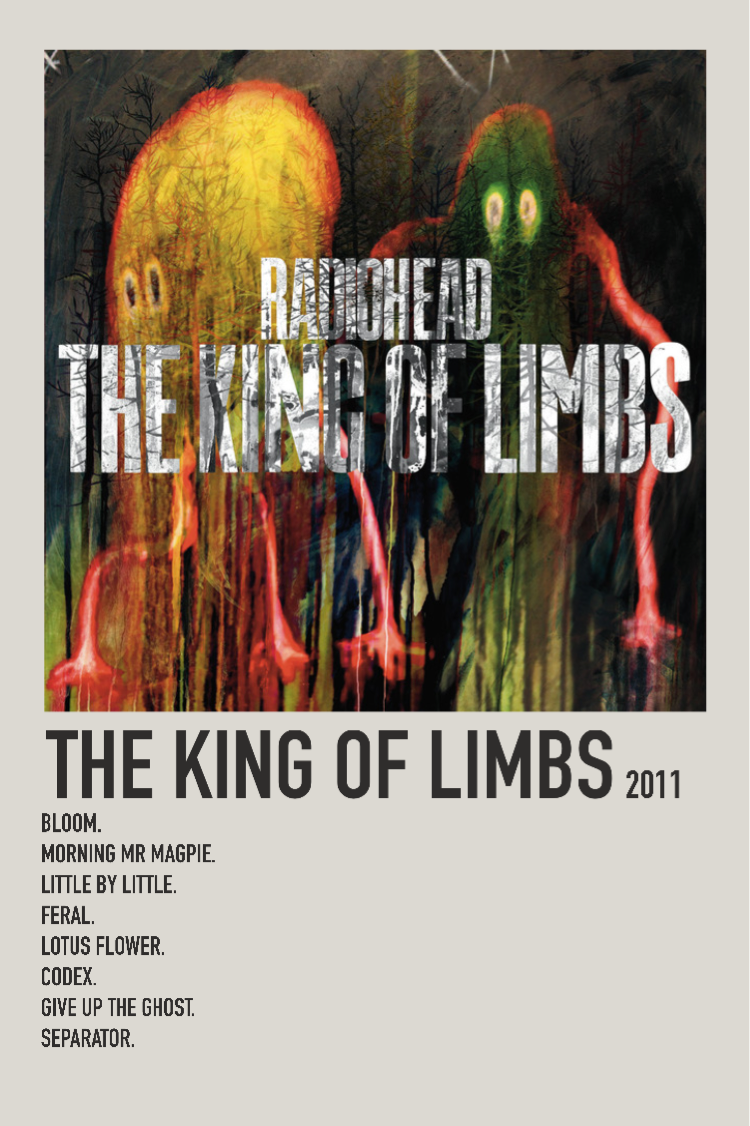 RADIOHEAD
THE KING OF LIMBS
THE KING OF LIMBS 2011
BLOOM.
MORNING MR MAGPIE.
LITTLE BY LITTLE.
FERAL.
LOTUS FLOWER.
CODEX.
GIVE UP THE GHOST.
SEPARATOR.